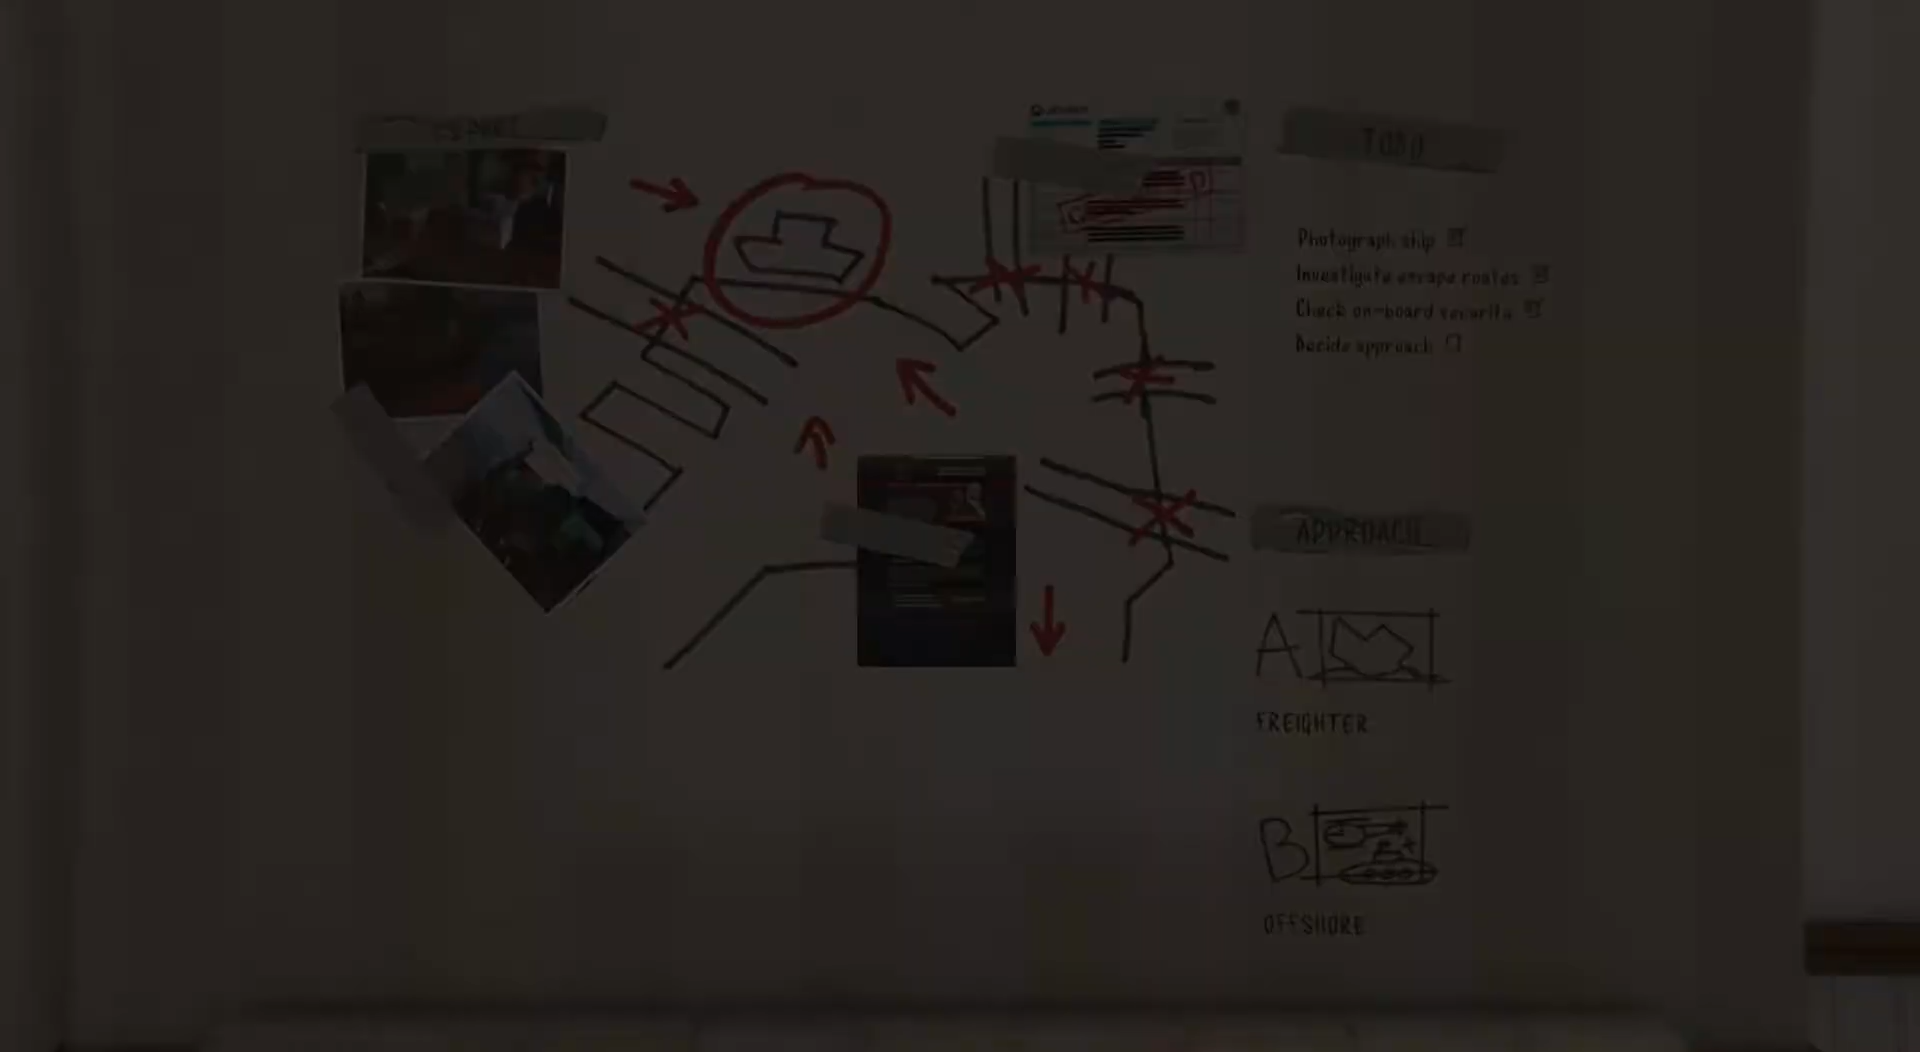 TODO
Photograph ship
Investigate escape routes
Check on-board security
Decide approach
APPROACH
A
FREIGHTER
B
OFFSHORE